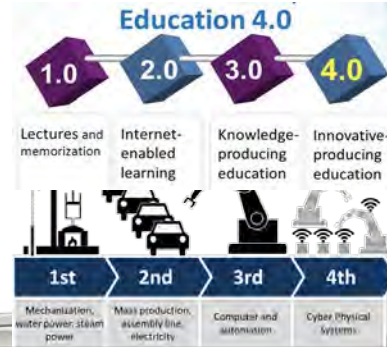 Education 4.0
1.0 2.0 3.0 4.0
Lectures and
memorization
Internet-
enabled
learning
Knowledge-
producing
education
Innovative-
producing
education
1st 2nd 3rd 4th
Mechanization,
water power, steam
power
Mass production,
assembly line,
electricity
Computer and
automation
Cyber Physical
Systems